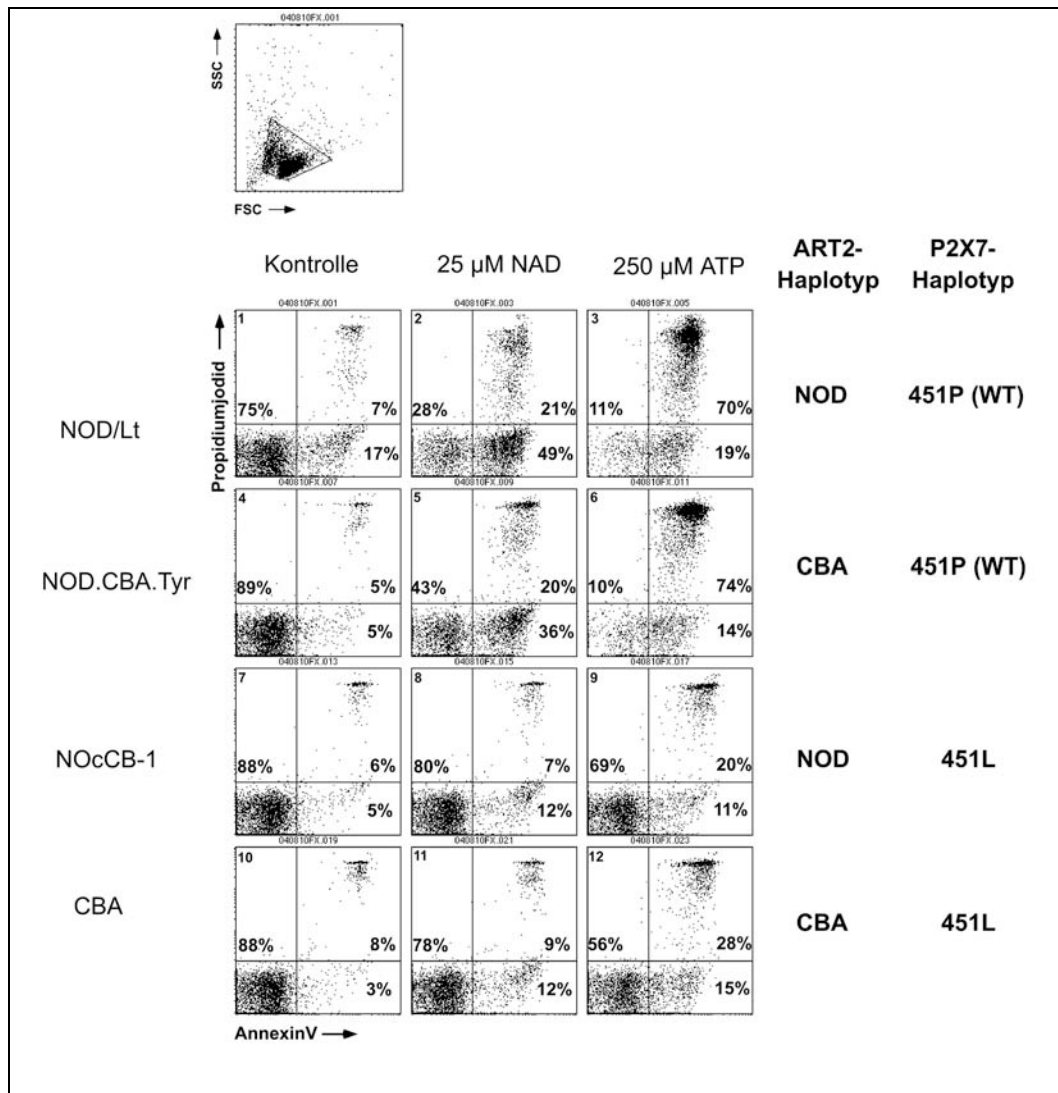 040810FX.001
SSC
FSC
Kontrolle
25 µM NAD
250 µM ATP
ART2-
Haplotyp
P2X7-
Haplotyp
040810FX.001
040810FX.003
040810FX.005
Propidiumjodid
NOD/Lt
1
75%
7%
17%
2
28%
21%
49%
3
11%
70%
19%
NOD
451P (WT)
040810FX.007
040810FX.009
040810FX.011
NOD.CBA.Tyr
4
89%
5%
5%
5
43%
20%
36%
6
10%
74%
14%
CBA
451P (WT)
040810FX.013
040810FX.015
040810FX.017
NOcCB-1
7
88%
6%
5%
8
80%
7%
12%
9
69%
20%
11%
NOD
451L
040810FX.019
040810FX.021
040810FX.023
CBA
10
88%
8%
3%
11
78%
9%
12%
12
56%
28%
15%
CBA
451L
AnnexinV